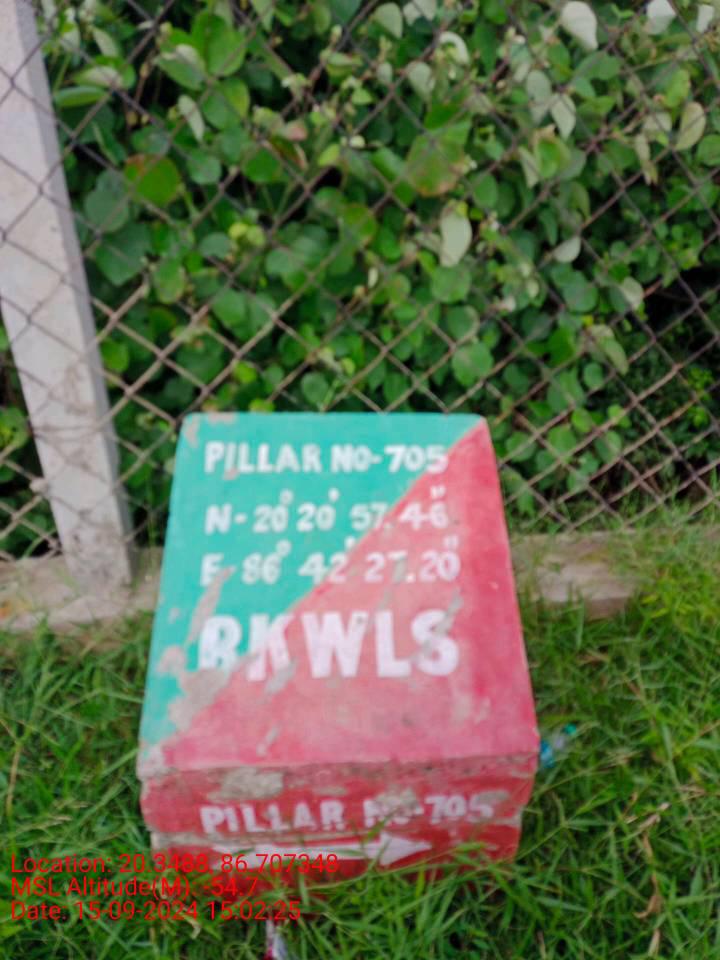 PILLAR NO-705
N-20° 20' 57.46"
E-86° 42' 27.20"
BKWLS
PILLAR NO-705
Location: 20.3488, 86.707348
MSL Altitude(M): -54.7
Date: 15-09-2024 15:02:25